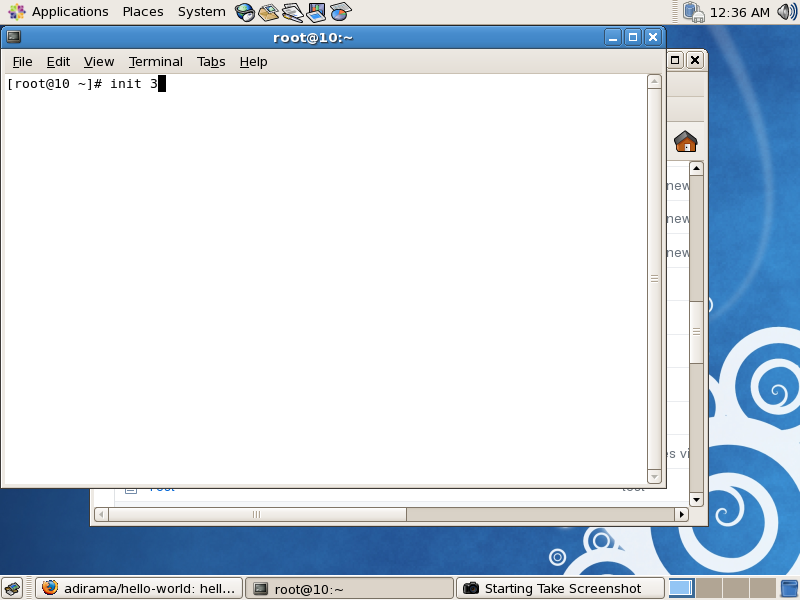 Applications Places System 12:36 AM
root@10:~
File Edit View Terminal Tabs Help
[root@10 ~]# init 3
new
new
new
es vi
adirama/hello-world: hell...
root@10:~
Starting Take Screenshot